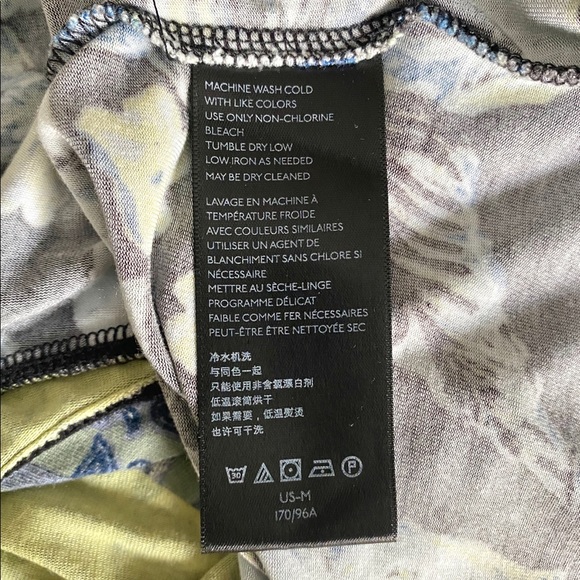 MACHINE WASH COLD
WITH LIKE COLORS
USE ONLY NON-CHLORINE
BLEACH
TUMBLE DRY LOW
LOW IRON AS NEEDED
MAY BE DRY CLEANED
LAVAGE EN MACHINE À
TEMPÉRATURE FROIDE
AVEC COULEURS SIMILAIRES
UTILISER UN AGENT DE
BLANCHIMENT SANS CHLORE SI
NÉCESSAIRE
METTRE AU SÈCHE-LINGE
PROGRAMME DÉLICAT
FAIBLE COMME FER NÉCESSAIRES
PEUT-ÊTRE ÊTRE NETTOYÉE SEC
冷水机洗
与同色一起
只能使用非含氯漂白剂
低温滚筒烘干
如果需要，低温熨烫
也许可干洗
30 P
US-M
170/96A